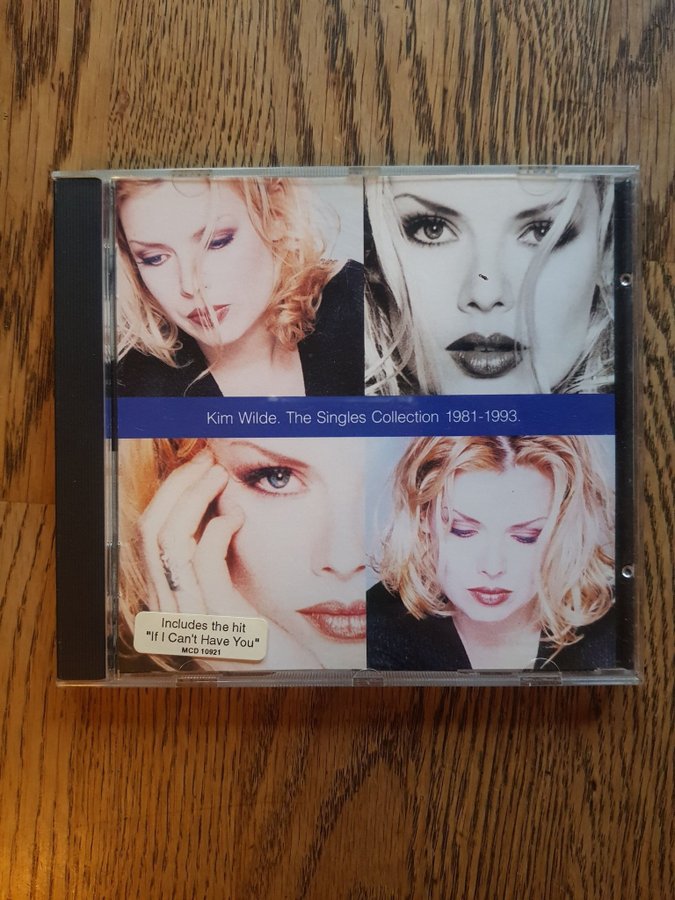 Kim Wilde. The Singles Collection 1981-1993.
Includes the hit
"If I Can't Have You"
MCD 10921